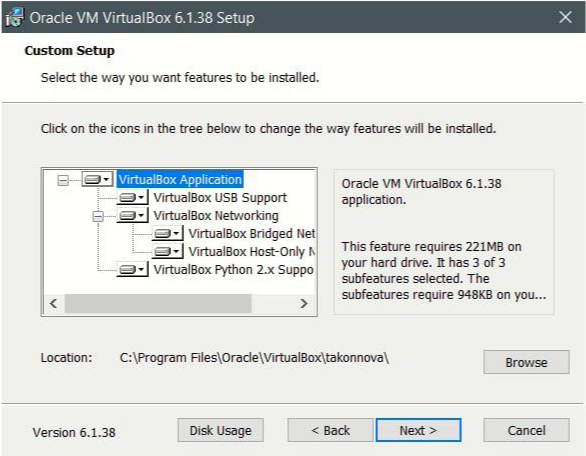 Oracle VM VirtualBox 6.1.38 Setup
Custom Setup
Select the way you want features to be installed.
Click on the icons in the tree below to change the way features will be installed.
VirtualBox Application
VirtualBox USB Support
VirtualBox Networking
VirtualBox Bridged Net
VirtualBox Host-Only N
VirtualBox Python 2.x Suppo
Oracle VM VirtualBox 6.1.38
application.
This feature requires 221MB on
your hard drive. It has 3 of 3
subfeatures selected. The
subfeatures require 948KB on you...
Location: C:\Program Files\Oracle\VirtualBox\takonnova\
Browse
Version 6.1.38
Disk Usage
< Back
Next >
Cancel